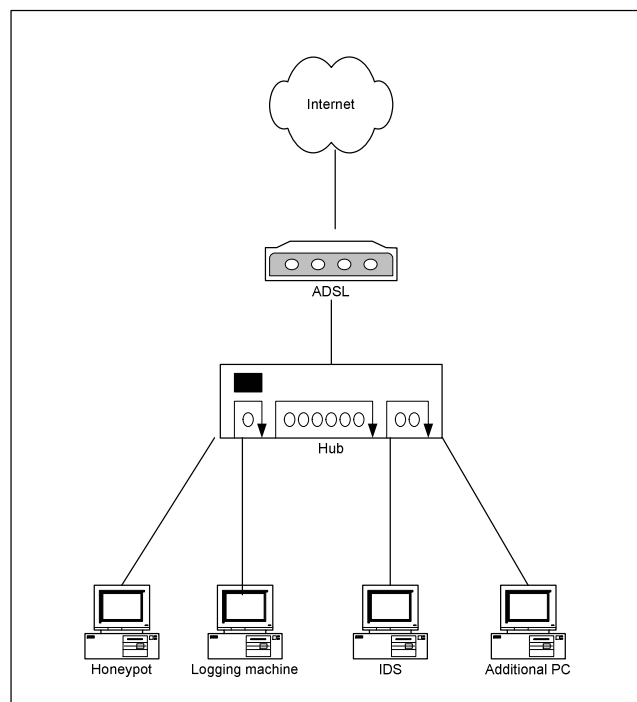 Internet
ADSL
Hub
Honeypot
Logging machine
IDS
Additional PC